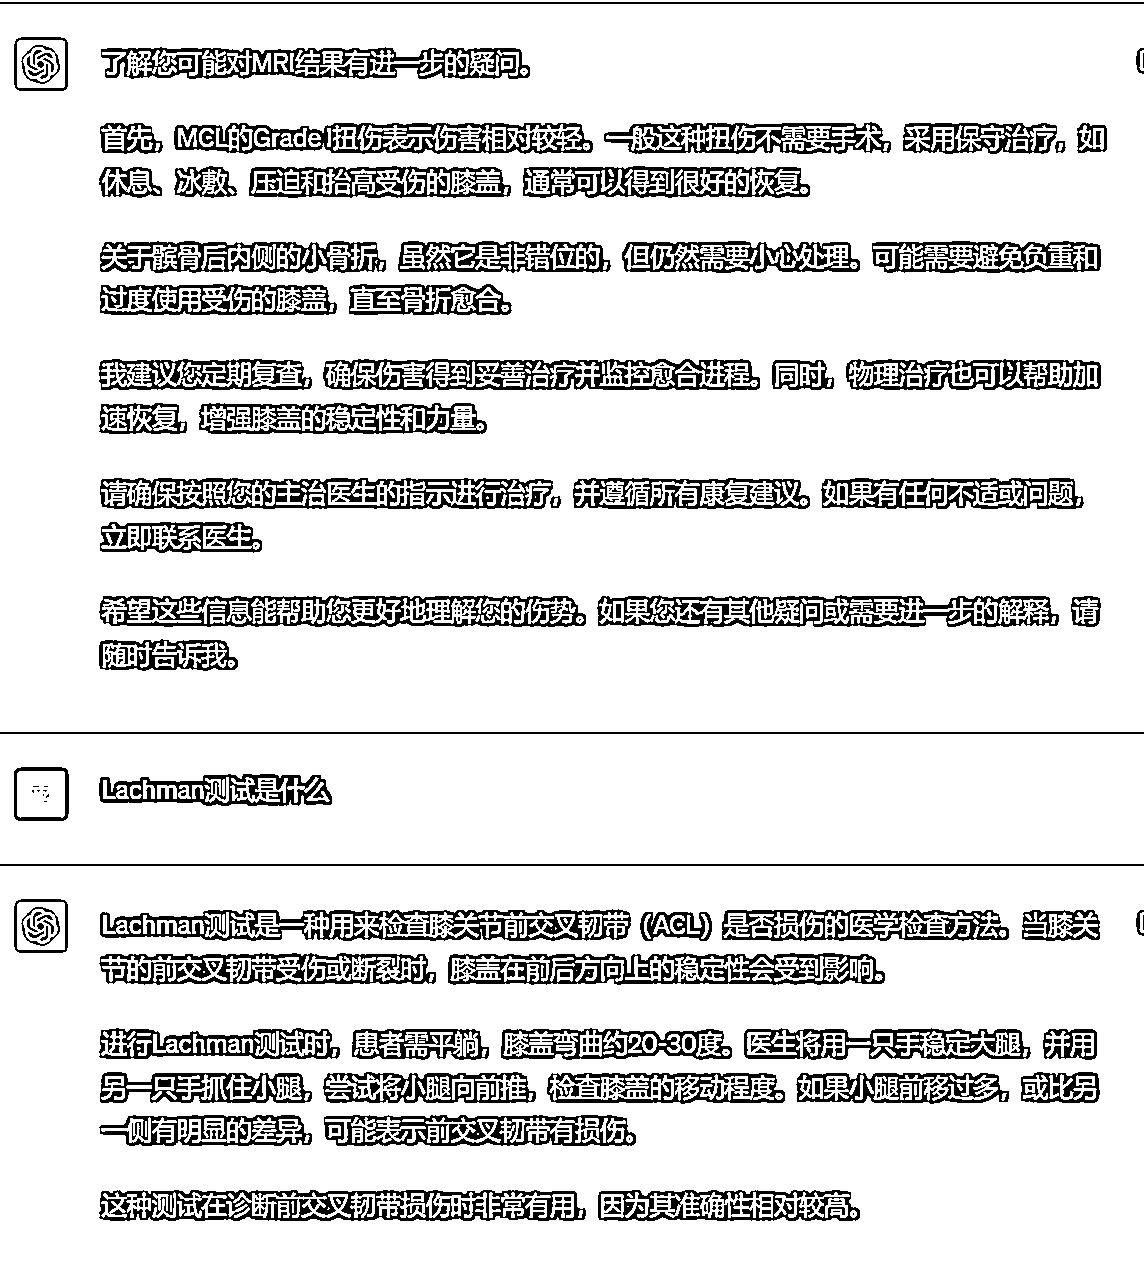 了解您可能对MRI结果有进一步的疑问。
首先，MCL的Grade I扭伤表示伤害相对较轻。一般这种扭伤不需要手术，采用保守治疗，如
休息、冰敷、压迫和抬高受伤的膝盖，通常可以得到很好的恢复。
关于髌骨后内侧的小骨折，虽然它是非错位的，但仍然需要小心处理。可能需要避免负重和
过度使用受伤的膝盖，直至骨折愈合。
我建议您定期复查，确保伤害得到妥善治疗并监控愈合进程。同时，物理治疗也可以帮助加
速恢复，增强膝盖的稳定性和力量。
请确保按照您的主治医生的指示进行治疗，并遵循所有康复建议。如果有任何不适或问题，
立即联系医生。
希望这些信息能帮助您更好地理解您的伤势。如果您还有其他疑问或需要进一步的解释，请
随时告诉我。
Lachman测试是什么
Lachman测试是一种用来检查膝关节前交叉韧带（ACL）是否损伤的医学检查方法。当膝关
节的前交叉韧带受伤或断裂时，膝盖在前后方向上的稳定性会受到影响。
进行Lachman测试时，患者需平躺，膝盖弯曲约20-30度。医生将用一只手稳定大腿，并用
另一只手抓住小腿，尝试将小腿向前推，检查膝盖的移动程度。如果小腿前移过多，或比另
一侧有明显的差异，可能表示前交叉韧带有损伤。
这种测试在诊断前交叉韧带损伤时非常有用，因为其准确性相对较高。